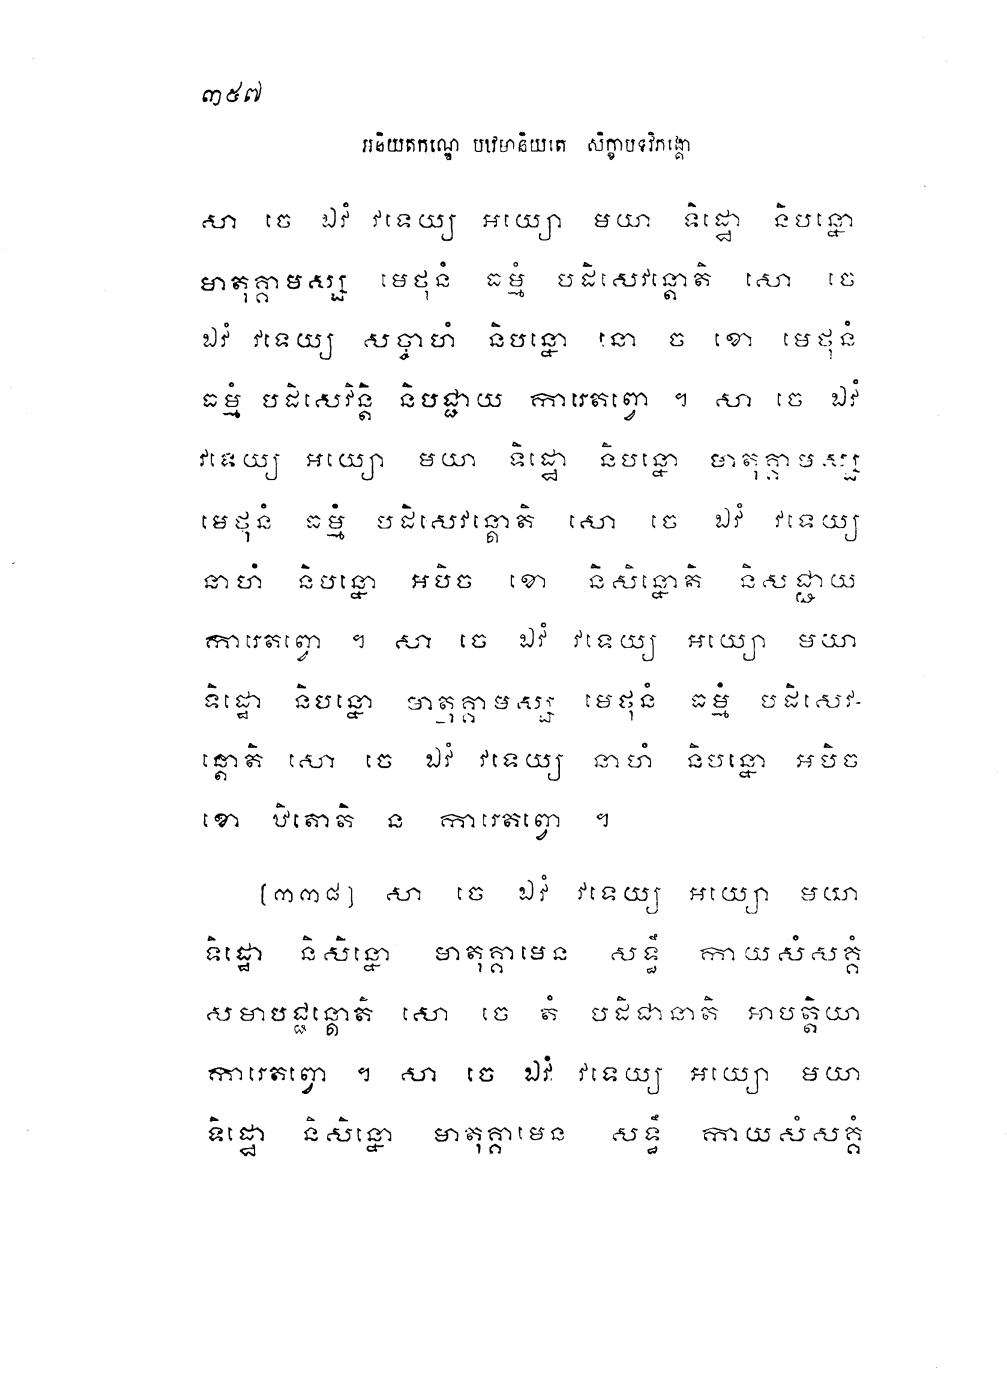 ៣៥៧
អនិយតកណ្ឌេ បឋមានិយតេ សិក្ខាបទវិភង្គោ
សា ចេ ឯវំ វទេយ្យ អយ្យោ មយា ទិដ្ឋោ និបន្នោ
មាតុគ្គាមស្ស មេថុនំ ធម្មំ បដិសេវន្តោតិ សោ ចេ
ឯវំ វទេយ្យ សច្ចាហំ និបន្នោ នោ ច ខោ មេថុនំ
ធម្មំ បដិសេវិន្តិ និបជ្ជាយ ការេតព្វោ ។ សា ចេ ឯវំ
វទេយ្យ អយ្យោ មយា ទិដ្ឋោ និបន្នោ មាតុគ្គាមស្ស
មេថុនំ ធម្មំ បដិសេវន្តោតិ សោ ចេ ឯវំ វទេយ្យ
នាហំ និបន្នោ អបិច ខោ និសិន្នោតិ និសជ្ជាយ
ការេតព្វោ ។ សា ចេ ឯវំ វទេយ្យ អយ្យោ មយា
ទិដ្ឋោ និបន្នោ មាតុគ្គាមស្ស មេថុនំ ធម្មំ បដិសេវ-
ន្តោតិ សោ ចេ ឯវំ វទេយ្យ នាហំ និបន្នោ អបិច
ខោ ឋិតោតិ ន ការេតព្វោ ។
[៣៣៨] សា ចេ ឯវំ វទេយ្យ អយ្យោ មយា
ទិដ្ឋោ និសិន្នោ មាតុគ្គាមេន សទ្ធឹ កាយសំសគ្គំ
សមាបជ្ជន្តោតិ សោ ចេ តំ បដិជានាតិ អាបត្តិយា
ការេតព្វោ ។ សា ចេ ឯវំ វទេយ្យ អយ្យោ មយា
ទិដ្ឋោ និសិន្នោ មាតុគ្គាមេន សទ្ធឹ កាយសំសគ្គំ